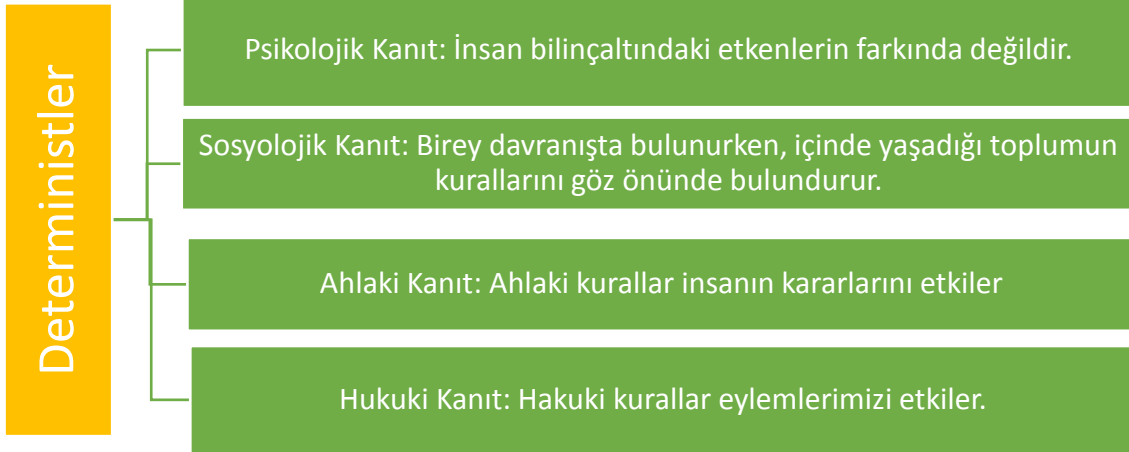 Deterministler
Psikolojik Kanıt: İnsan bilinçaltındaki etkenlerin farkında değildir.
Sosyolojik Kanıt: Birey davranışta bulunurken, içinde yaşadığı toplumun
kurallarını göz önünde bulundurur.
Ahlaki Kanıt: Ahlaki kurallar insanın kararlarını etkiler
Hukuki Kanıt: Hakuki kurallar eylemlerimizi etkiler.